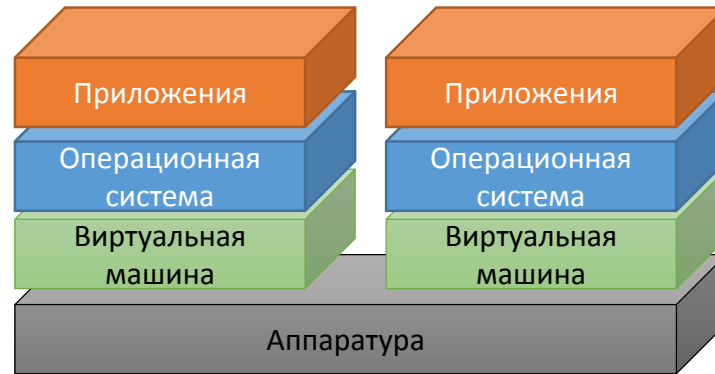 Приложения
Операционная
система
Виртуальная
машина
Приложения
Операционная
система
Виртуальная
машина
Аппаратура